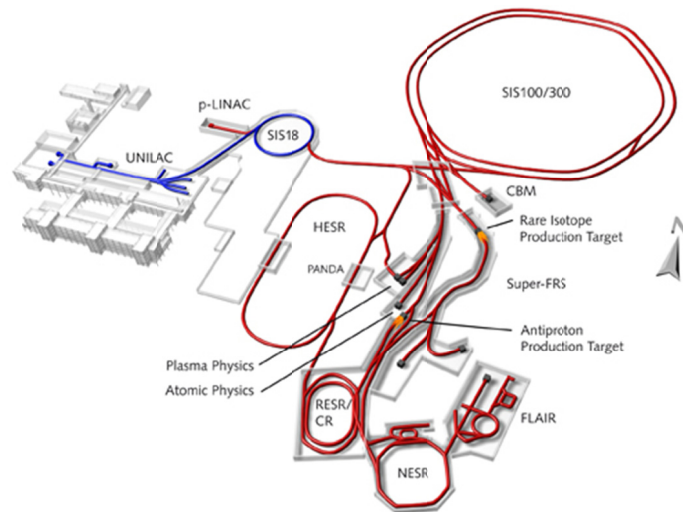 SIS100/300
p-LINAC
SIS18
UNILAC
CBM
HESR
Rare Isotope
Production Target
N
PANDA
Super-FRS
Antiproton
Production Target
Plasma Physics
Atomic Physics
RESR/
CR
FLAIR
NESR